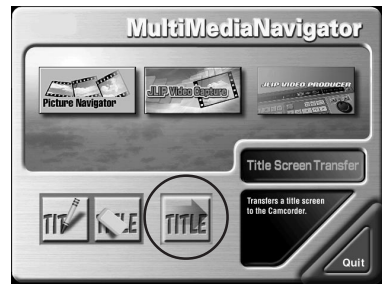 MultiMediaNavigator
Picture Navigator
JLIP Video Capture
JLIP VIDEO PRODUCER
Title Screen Transfer
Transfers a title screen
to the Camcorder.
TITLE
Quit